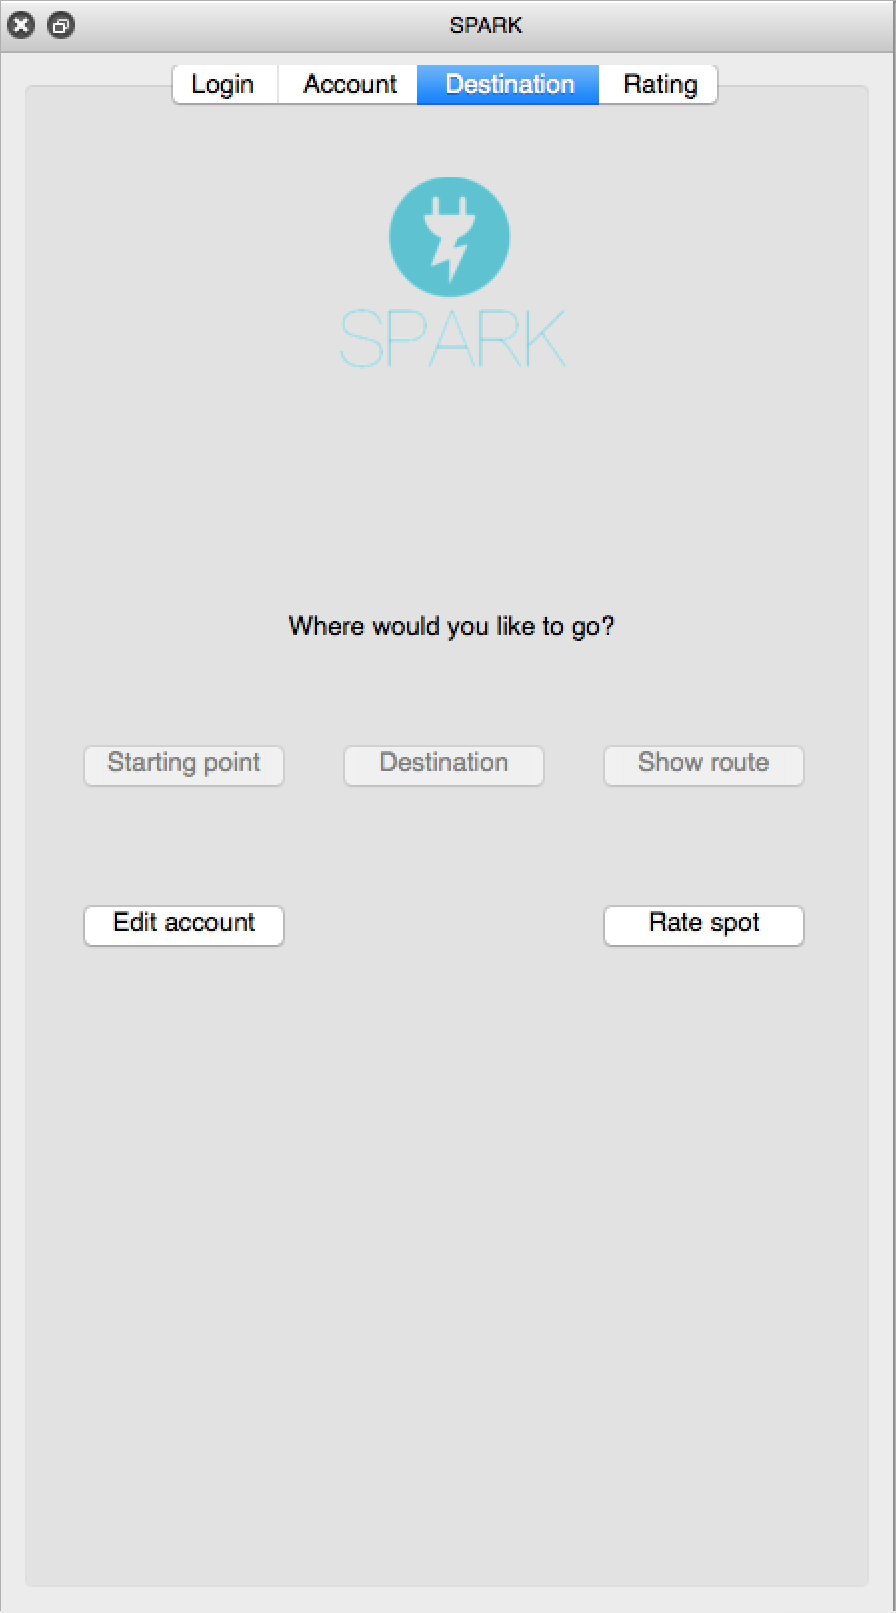 SPARK
Login Account Destination Rating
SPARK
Where would you like to go?
Starting point Destination Show route
Edit account Rate spot